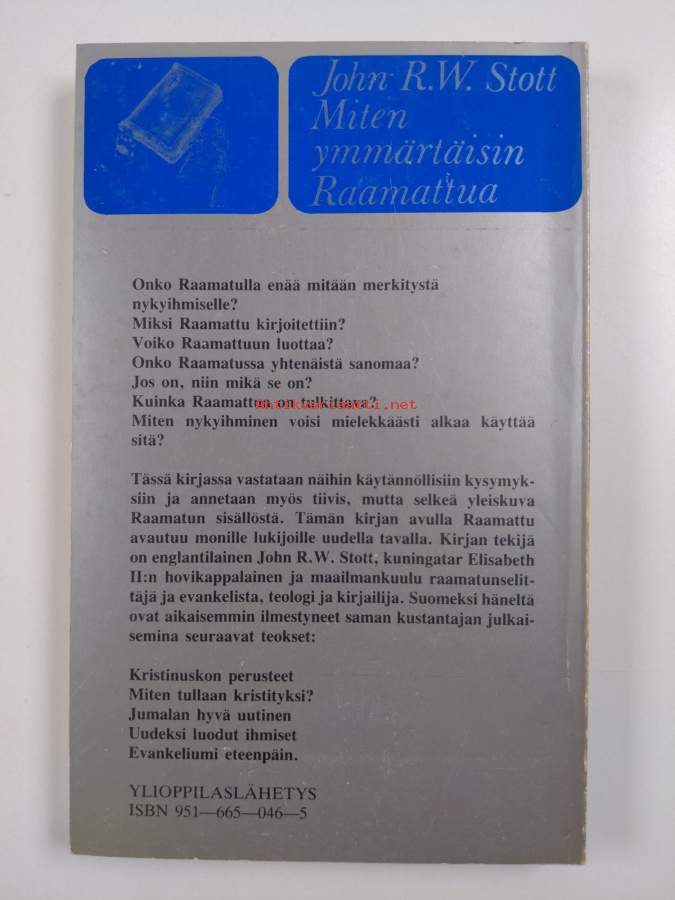 John R.W. Stott
Miten
ymmärtäisin
Raamattua
Onko Raamatulla enää mitään merkitystä
nykyihmiselle?
Miksi Raamattu kirjoitettiin?
Voiko Raamattuun luottaa?
Onko Raamatussa yhtenäistä sanomaa?
Jos on, niin mikä se on?
Kuinka Raamattua on tulkittava?
antikvariaatti.net
Miten nykyihminen voisi mielekkäästi alkaa käyttää
sitä?
Tässä kirjassa vastataan näihin käytännöllisiin kysymyk-
siin ja annetaan myös tiivis, mutta selkeä yleiskuva
Raamatun sisällöstä. Tämän kirjan avulla Raamattu
avautuu monille lukijoille uudella tavalla. Kirjan tekijä
on englantilainen John R.W. Stott, kuningatar Elisabeth
II:n hovikappalainen ja maailmankuulu raamatunselit-
täjä ja evankelista, teologi ja kirjailija. Suomeksi häneltä
ovat aikaisemmin ilmestyneet saman kustantajan julkai-
semina seuraavat teokset:
Kristinuskon perusteet
Miten tullaan kristityksi?
Jumalan hyvä uutinen
Uudeksi luodut ihmiset
Evankeliumi eteenpäin.
YLIOPPILASLÄHETYS
ISBN 951—665—046—5